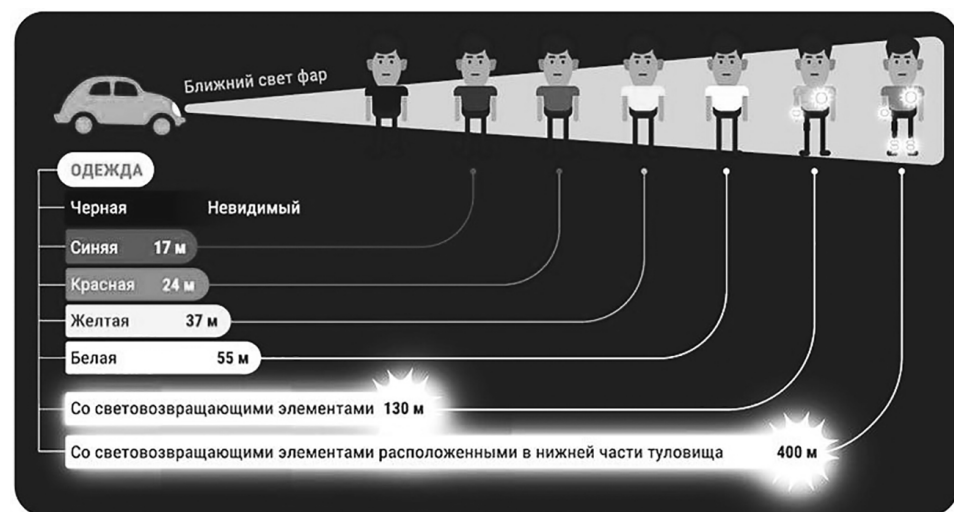 Ближний свет фар
ОДЕЖДА
Черная Невидимый
Синяя 17 м
Красная 24 м
Желтая 37 м
Белая 55 м
Со световозвращающими элементами 130 м
Со световозвращающими элементами расположенными в нижней части туловища 400 м